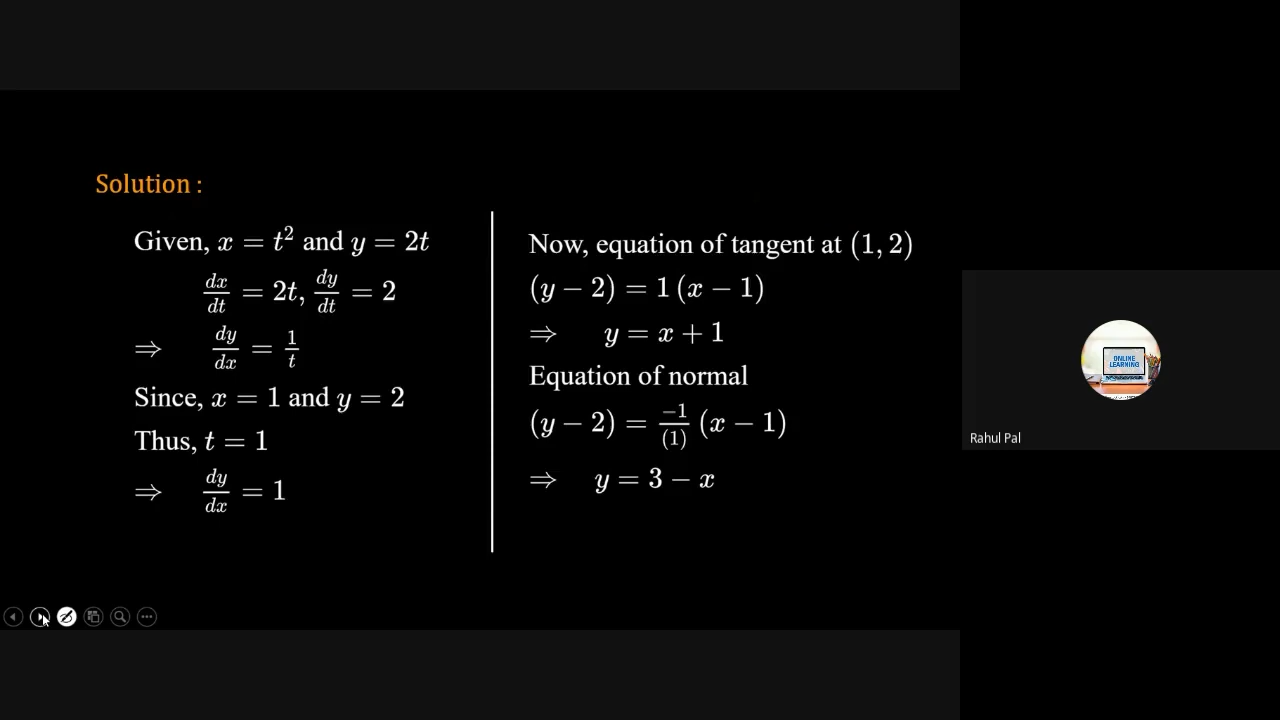 Solution :
Given, x = t² and y = 2t
dx/dt = 2t, dy/dt = 2
⇒ dy/dx = 1/t
Since, x = 1 and y = 2
Thus, t = 1
⇒ dy/dx = 1
Now, equation of tangent at (1, 2)
(y − 2) = 1 (x − 1)
⇒ y = x + 1
Equation of normal
(y − 2) = −1/(1) (x − 1)
⇒ y = 3 − x
ONLINE
LEARNING
Rahul Pal